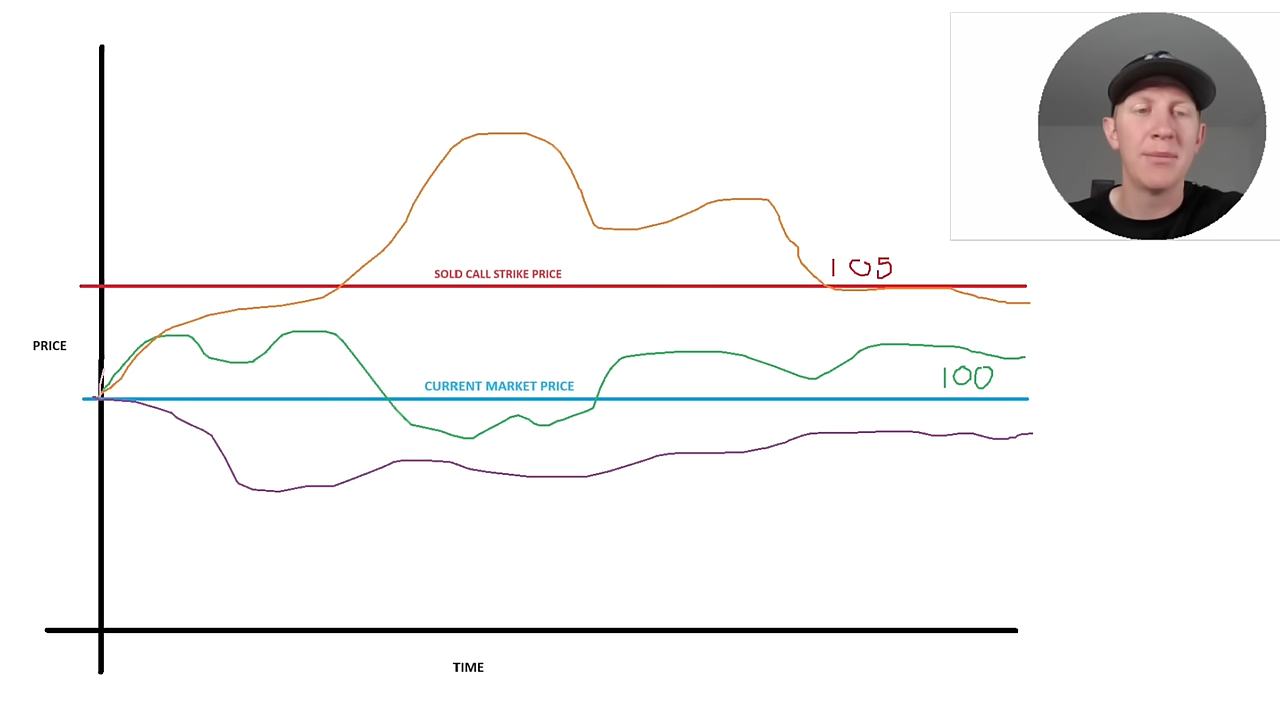 SOLD CALL STRIKE PRICE
105
PRICE
CURRENT MARKET PRICE
100
TIME